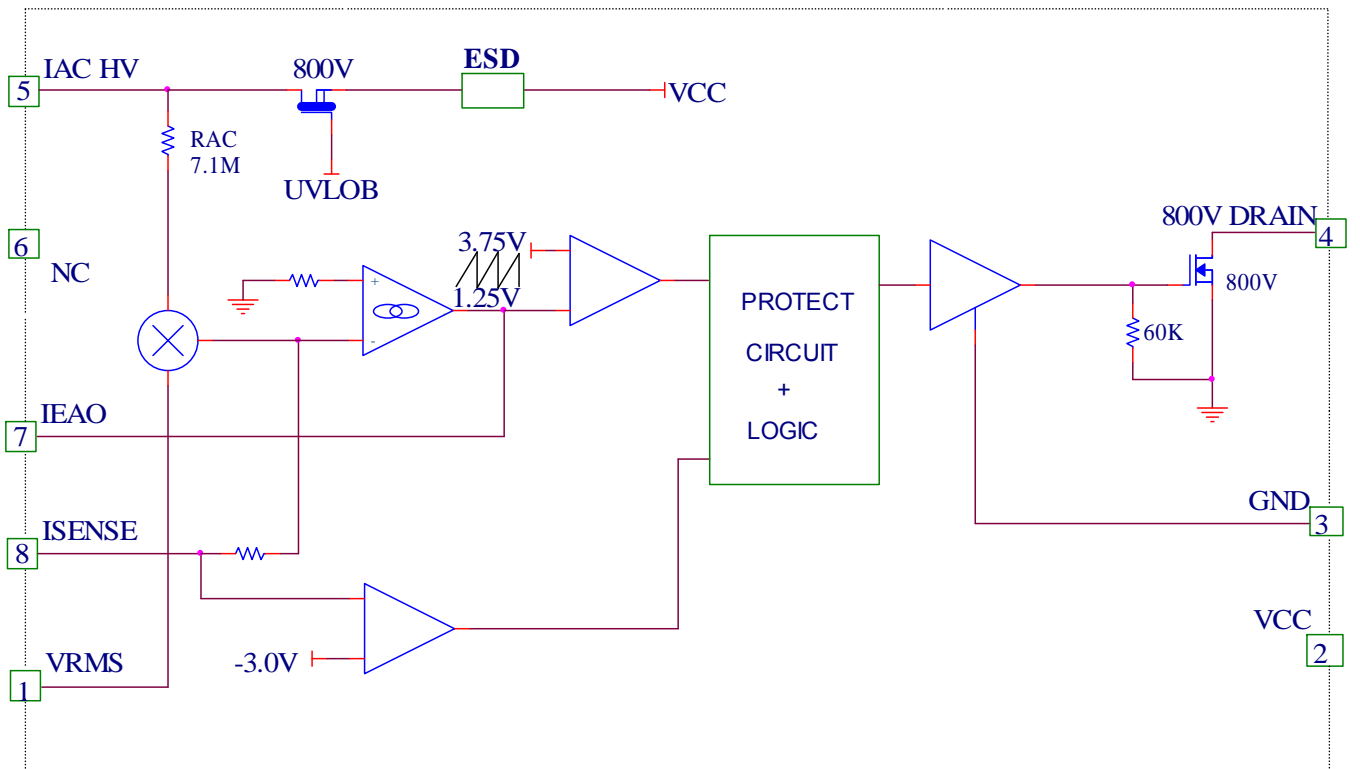 IAC HV
5
800V
ESD
VCC
RAC
7.1M
UVLOB
800V DRAIN
4
6
NC
3.75V
1.25V
+
-
800V
PROTECT
CIRCUIT
+
LOGIC
60K
IEAO
7
GND
3
ISENSE
8
VCC
2
-3.0V
VRMS
1